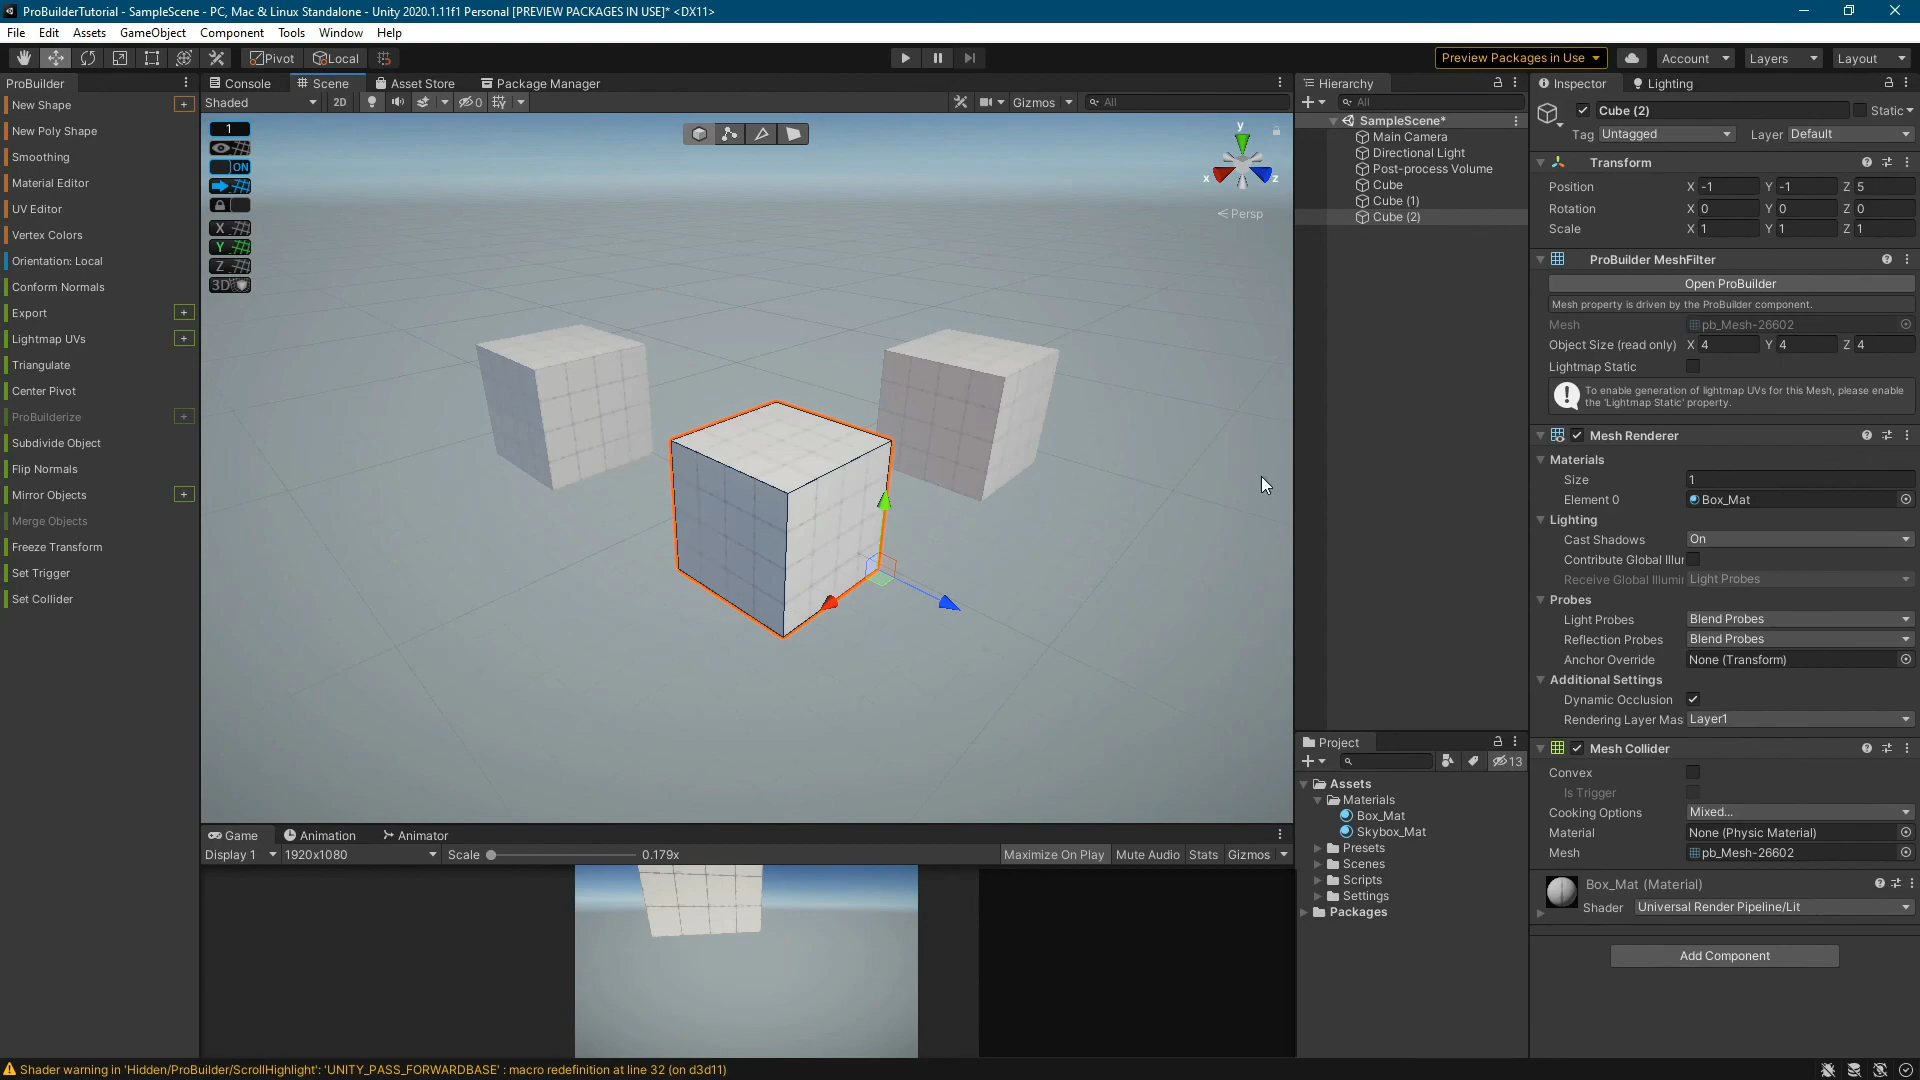 ProBuilderTutorial - SampleScene - PC, Mac & Linux Standalone - Unity 2020.1.11f1 Personal [PREVIEW PACKAGES IN USE]* <DX11>
File Edit Assets GameObject Component Tools Window Help
Pivot Local
Preview Packages in Use Account Layers Layout
ProBuilder
New Shape +
New Poly Shape
Smoothing
Material Editor
UV Editor
Vertex Colors
Orientation: Local
Conform Normals
Export +
Lightmap UVs +
Triangulate
Center Pivot
ProBuilderize +
Subdivide Object
Flip Normals
Mirror Objects +
Merge Objects
Freeze Transform
Set Trigger
Set Collider
Console Scene Asset Store Package Manager
Shaded 2D 0 Gizmos All
1
ON
X
Y
Z
3D
y
x z
Persp
Game Animation Animator
Display 1 1920x1080 Scale 0.179x Maximize On Play Mute Audio Stats Gizmos
Hierarchy
+ All
SampleScene*
Main Camera
Directional Light
Post-process Volume
Cube
Cube (1)
Cube (2)
Project
+ 13
Assets
Materials
Box_Mat
Skybox_Mat
Presets
Scenes
Scripts
Settings
Packages
Inspector Lighting
Cube (2) Static
Tag Untagged Layer Default
Transform
Position X -1 Y -1 Z 5
Rotation X 0 Y 0 Z 0
Scale X 1 Y 1 Z 1
ProBuilder MeshFilter
Open ProBuilder
Mesh property is driven by the ProBuilder component.
Mesh pb_Mesh-26602
Object Size (read only) X 4 Y 4 Z 4
Lightmap Static
To enable generation of lightmap UVs for this Mesh, please enable
the 'Lightmap Static' property.
Mesh Renderer
Materials
Size 1
Element 0 Box_Mat
Lighting
Cast Shadows On
Contribute Global Illur
Receive Global Illumir Light Probes
Probes
Light Probes Blend Probes
Reflection Probes Blend Probes
Anchor Override None (Transform)
Additional Settings
Dynamic Occlusion
Rendering Layer Mas Layer1
Mesh Collider
Convex
Is Trigger
Cooking Options Mixed...
Material None (Physic Material)
Mesh pb_Mesh-26602
Box_Mat (Material)
Shader Universal Render Pipeline/Lit
Add Component
Shader warning in 'Hidden/ProBuilder/ScrollHighlight': 'UNITY_PASS_FORWARDBASE' : macro redefinition at line 32 (on d3d11)